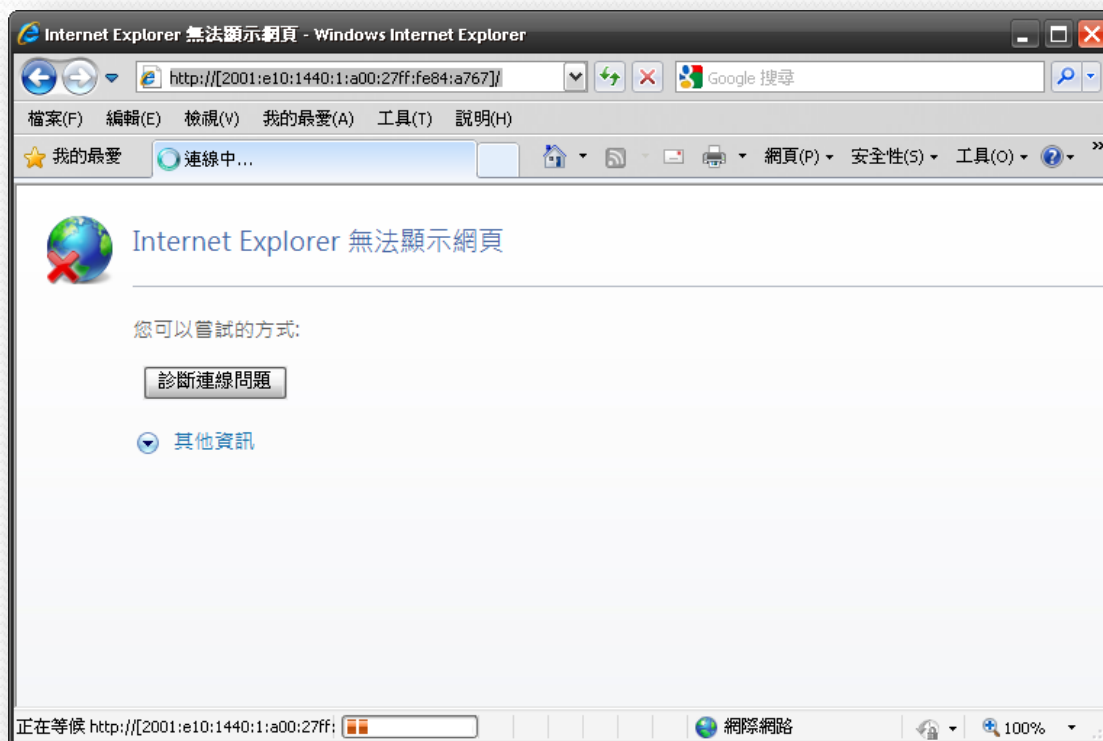 Internet Explorer 無法顯示網頁 - Windows Internet Explorer
http://[2001:e10:1440:1:a00:27ff:fe84:a767]/
Google 搜尋
檔案(F) 編輯(E) 檢視(V) 我的最愛(A) 工具(T) 說明(H)
我的最愛 連線中... 網頁(P) 安全性(S) 工具(O) »
Internet Explorer 無法顯示網頁
您可以嘗試的方式:
診斷連線問題
其他資訊
正在等候 http://[2001:e10:1440:1:a00:27ff: 網際網路 100%